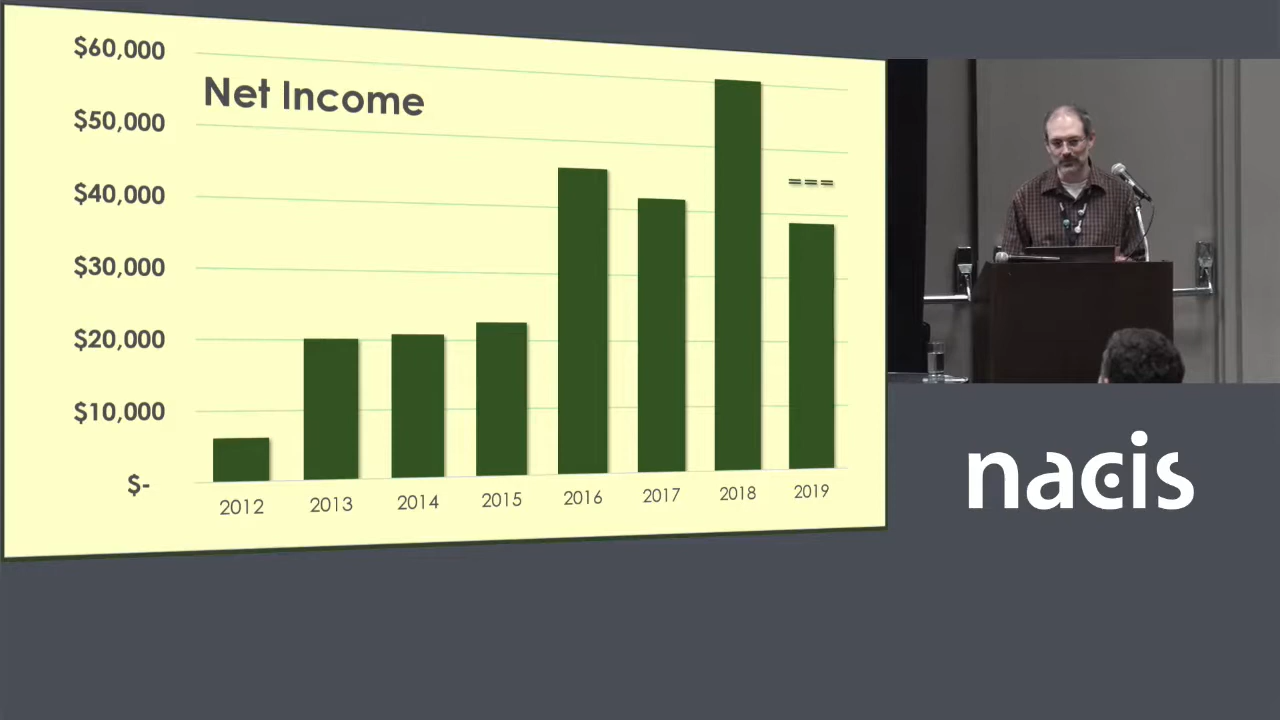 $60,000
Net Income
$50,000
$40,000
$30,000
$20,000
$10,000
$-
2012 2013 2014 2015 2016 2017 2018 2019
===
nacis